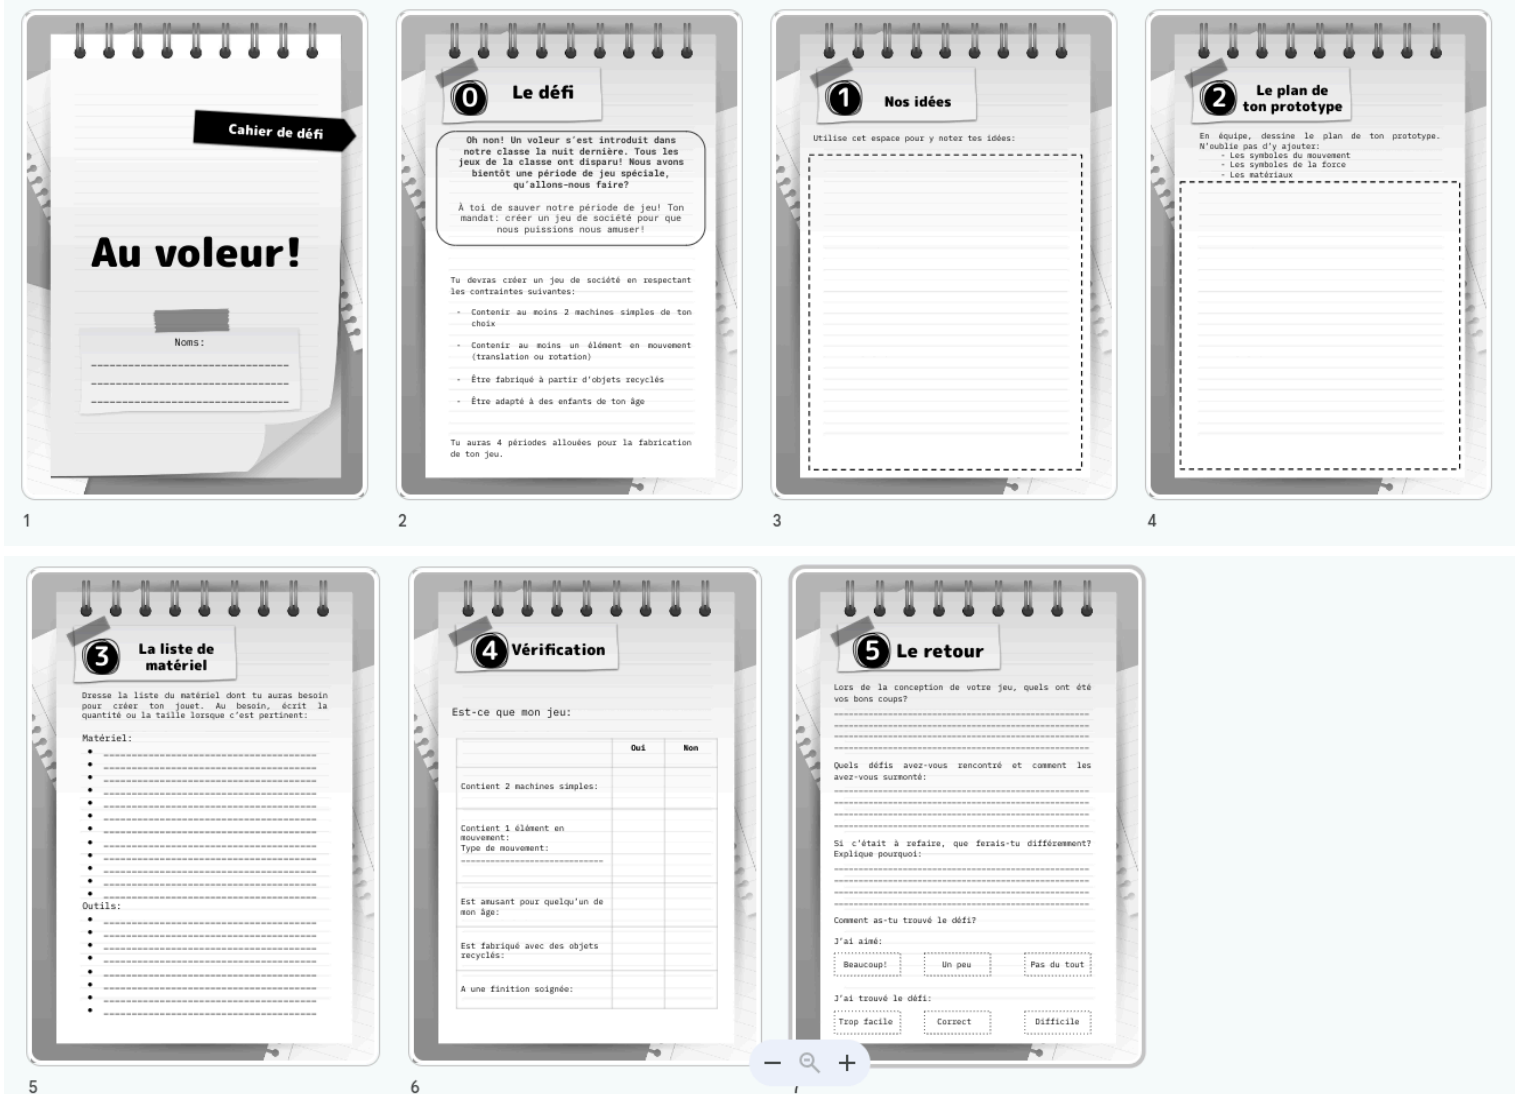 Cahier de défi
Au voleur!
Noms:
1
0
Le défi
Oh non! Un voleur s'est introduit dans
notre classe la nuit dernière. Tous les
jeux de la classe ont disparu! Nous avons
bientôt une période de jeu spéciale,
qu'allons-nous faire?
À toi de sauver notre période de jeu! Ton
mandat: créer un jeu de société pour que
nous puissions nous amuser!
Tu devras créer un jeu de société en respectant
les contraintes suivantes:
- Contenir au moins 2 machines simples de ton
choix
- Contenir au moins un élément en mouvement
(translation ou rotation)
- Être fabriqué à partir d'objets recyclés
- Être adapté à des enfants de ton âge
Tu auras 4 périodes allouées pour la fabrication
de ton jeu.
2
1
Nos idées
Utilise cet espace pour y noter tes idées:
3
2
Le plan de
ton prototype
En équipe, dessine le plan de ton prototype.
N'oublie pas d'y ajouter:
- Les symboles du mouvement
- Les symboles de la force
- Les matériaux
4
3
La liste de
matériel
Dresse la liste du matériel dont tu auras besoin
pour créer ton jouet. Au besoin, écrit la
quantité ou la taille lorsque c'est pertinent:
Matériel:
Outils:
5
4
Vérification
Est-ce que mon jeu:
Oui Non
Contient 2 machines simples:
Contient 1 élément en
mouvement:
Type de mouvement:
Est amusant pour quelqu'un de
mon âge:
Est fabriqué avec des objets
recyclés:
A une finition soignée:
6
5
Le retour
Lors de la conception de votre jeu, quels ont été
vos bons coups?
Quels défis avez-vous rencontré et comment les
avez-vous surmonté:
Si c'était à refaire, que ferais-tu différemment?
Explique pourquoi:
Comment as-tu trouvé le défi?
J'ai aimé:
Beaucoup! Un peu Pas du tout
J'ai trouvé le défi:
Trop facile Correct Difficile